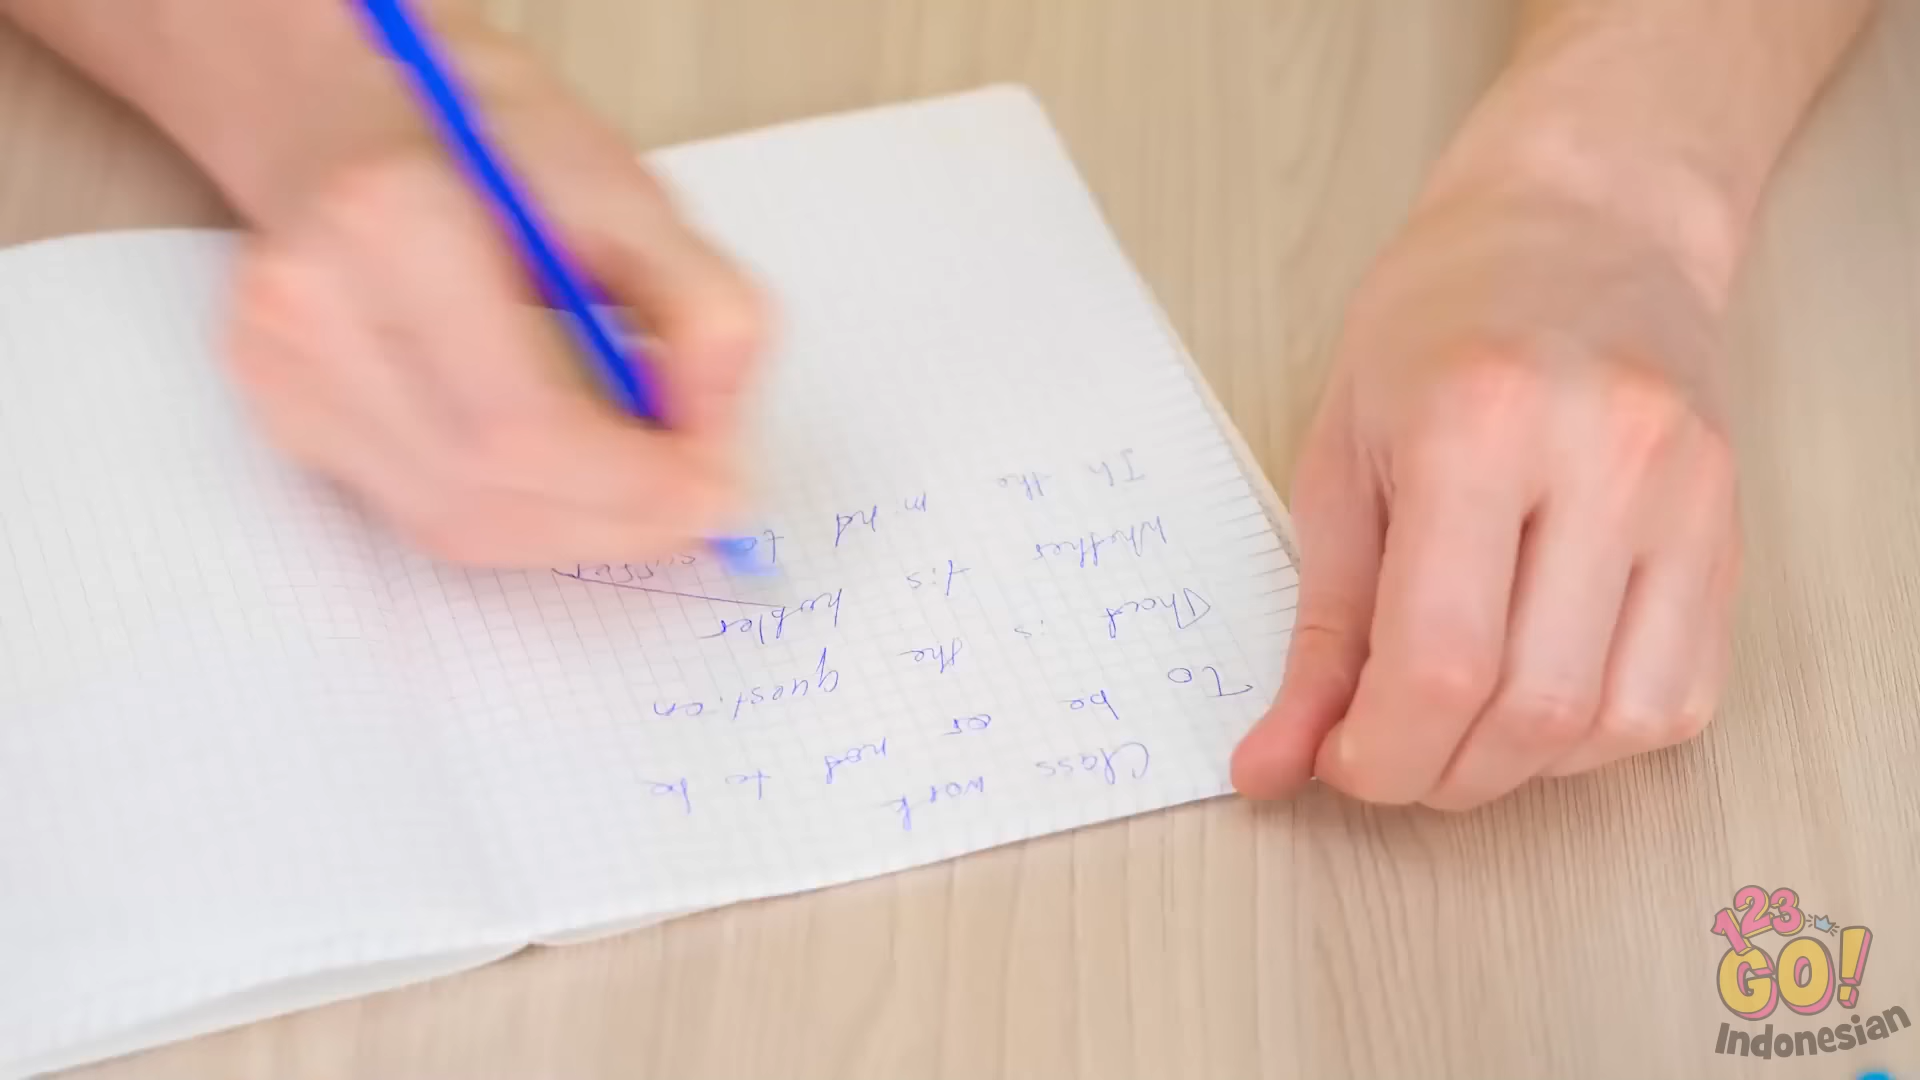 Class work
To be or not to be
That is the question
Whether tis nobler
In the mind to
123 GO!
Indonesian